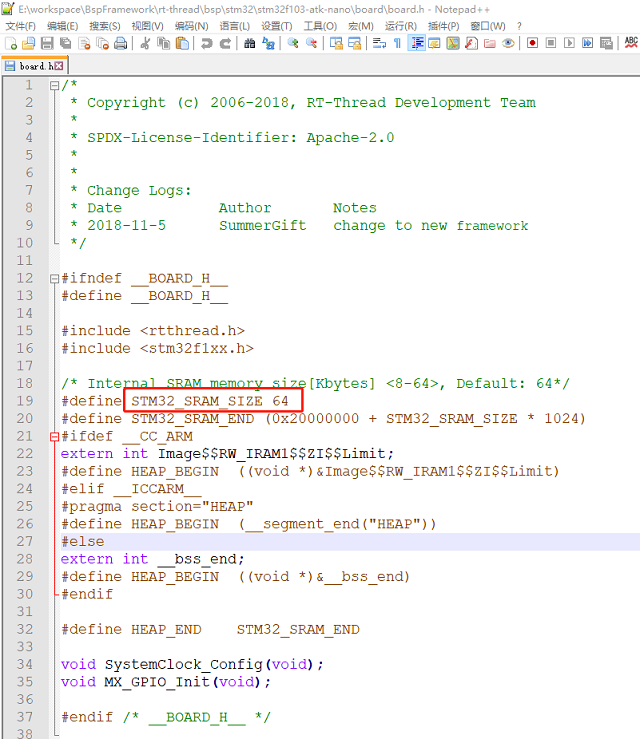 E:\workspace\BspFramework\rt-thread\bsp\stm32\stm32f103-atk-nano\board\board.h - Notepad++
文件(F) 编辑(E) 搜索(S) 视图(V) 编码(N) 语言(L) 设置(T) 工具(O) 宏(M) 运行(R) 插件(P) 窗口(W) ?
board.h
1 /*
2 * Copyright (c) 2006-2018, RT-Thread Development Team
3 *
4 * SPDX-License-Identifier: Apache-2.0
5 *
6 *
7 * Change Logs:
8 * Date Author Notes
9 * 2018-11-5 SummerGift change to new framework
10 */
11
12 #ifndef __BOARD_H__
13 #define __BOARD_H__
14
15 #include <rtthread.h>
16 #include <stm32f1xx.h>
17
18 /* Internal SRAM memory size[Kbytes] <8-64>, Default: 64*/
19 #define STM32_SRAM_SIZE 64
20 #define STM32_SRAM_END (0x20000000 + STM32_SRAM_SIZE * 1024)
21 #ifdef __CC_ARM
22 extern int Image$$RW_IRAM1$$ZI$$Limit;
23 #define HEAP_BEGIN ((void *)&Image$$RW_IRAM1$$ZI$$Limit)
24 #elif __ICCARM__
25 #pragma section="HEAP"
26 #define HEAP_BEGIN (__segment_end("HEAP"))
27 #else
28 extern int __bss_end;
29 #define HEAP_BEGIN ((void *)&__bss_end)
30 #endif
31
32 #define HEAP_END STM32_SRAM_END
33
34 void SystemClock_Config(void);
35 void MX_GPIO_Init(void);
36
37 #endif /* __BOARD_H__ */
38